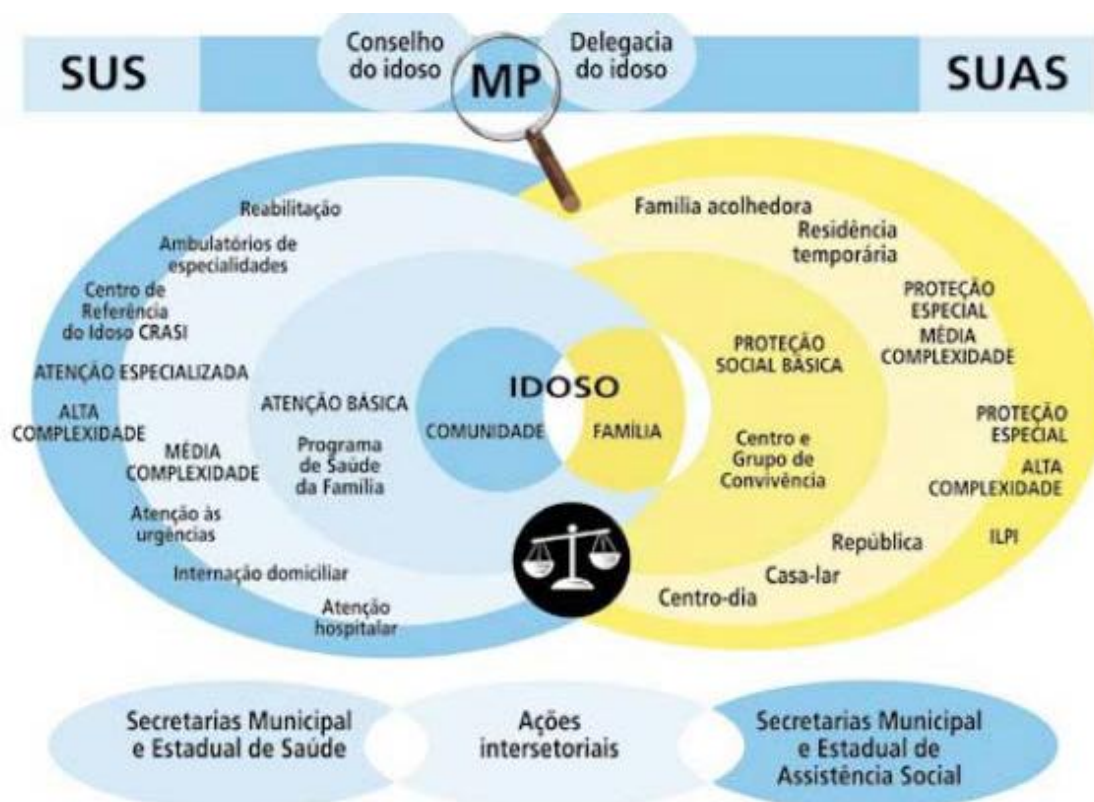 SUS
Conselho
do idoso
MP
Delegacia
do idoso
SUAS
Reabilitação
Ambulatórios de
especialidades
Centro de
Referência
do Idoso CRASI
ATENÇÃO ESPECIALIZADA
ALTA
COMPLEXIDADE
MÉDIA
COMPLEXIDADE
Atenção às
urgências
Internação domiciliar
Atenção
hospitalar
ATENÇÃO BÁSICA
Programa
de Saúde
da Família
IDOSO
COMUNIDADE
FAMÍLIA
PROTEÇÃO
SOCIAL BÁSICA
Centro e
Grupo de
Convivência
Família acolhedora
Residência
temporária
PROTEÇÃO
ESPECIAL
MÉDIA
COMPLEXIDADE
PROTEÇÃO
ESPECIAL
ALTA
COMPLEXIDADE
ILPI
República
Casa-lar
Centro-dia
Secretarias Municipal
e Estadual de Saúde
Ações
intersetoriais
Secretarias Municipal
e Estadual de
Assistência Social